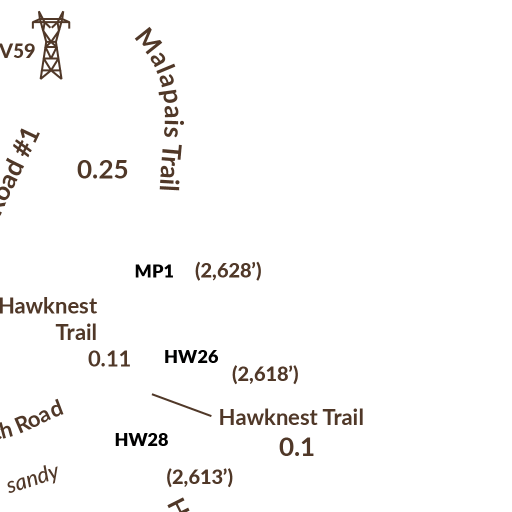 V59
Malapais Trail
oad #1
0.25
MP1 (2,628’)
Hawknest
Trail
0.11
HW26
(2,618’)
h Road
Hawknest Trail
0.1
HW28
sandy
(2,613’)
H